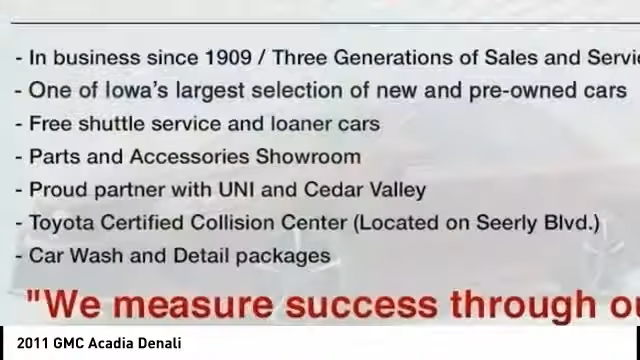 - In business since 1909 / Three Generations of Sales and
- One of Iowa's largest selection of new and pre-owned cars
- Free shuttle service and loaner cars
- Parts and Accessories Showroom
- Proud partner with UNI and Cedar Valley
- Toyota Certified Collision Center (Located on Seerly Blvd.)
- Car Wash and Detail packages
"We measure success through
2011 GMC Acadia Denali